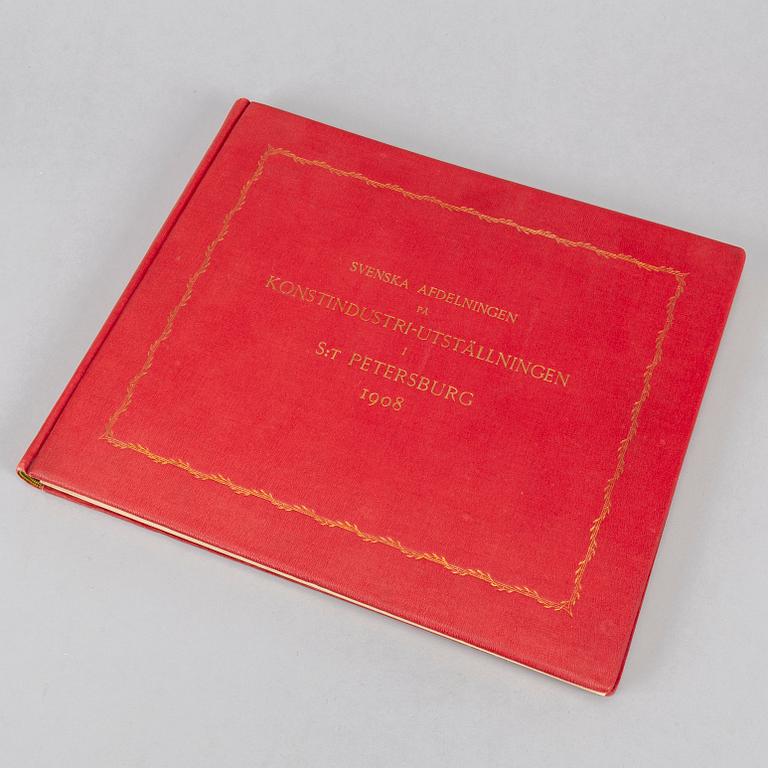 SVENSKA AFDELNINGEN
PÅ
KONSTINDUSTRI-UTSTÄLLNINGEN
I
S:T PETERSBURG
1908